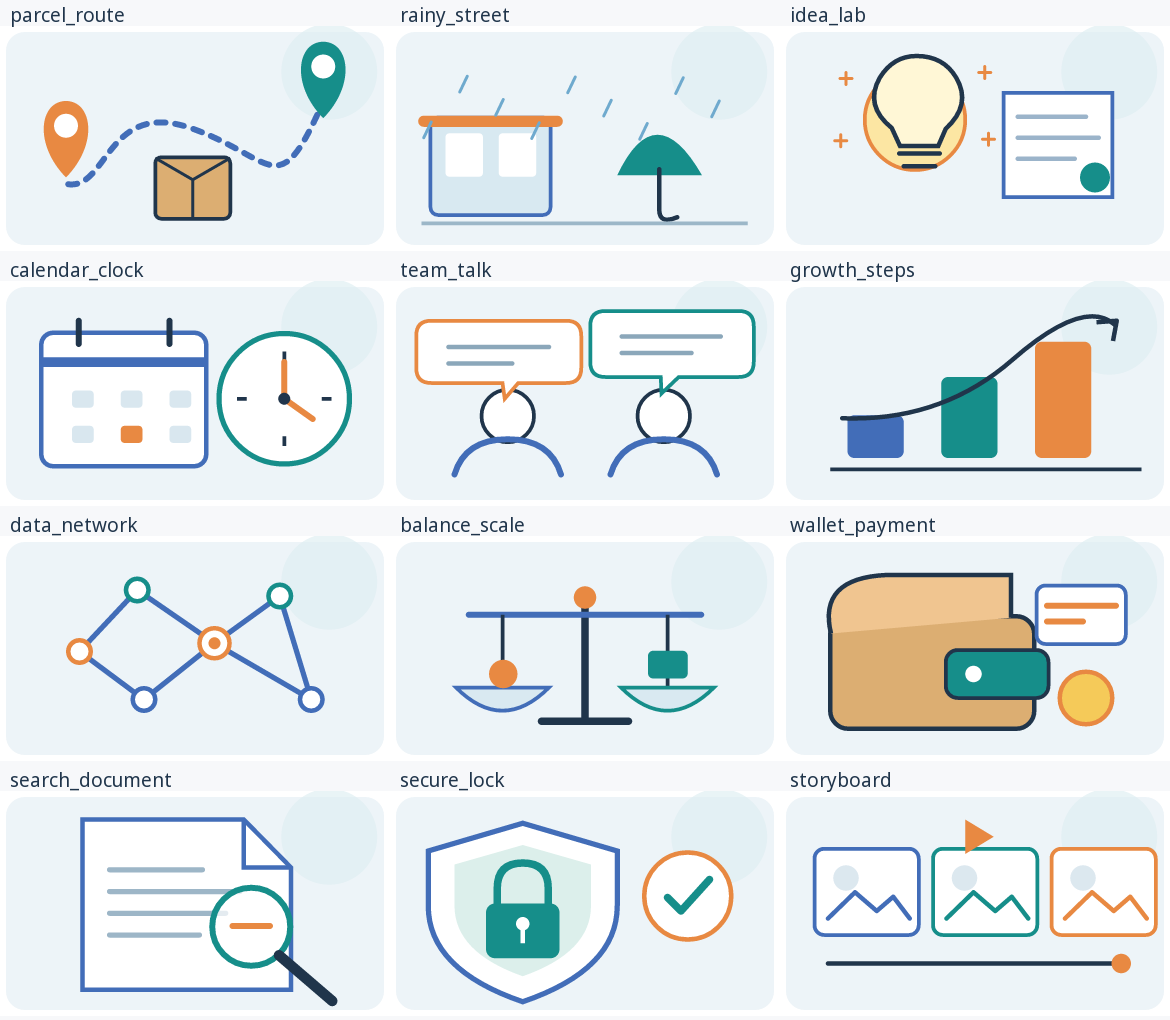 parcel_route
rainy_street
idea_lab
calendar_clock
team_talk
growth_steps
data_network
balance_scale
wallet_payment
search_document
secure_lock
storyboard